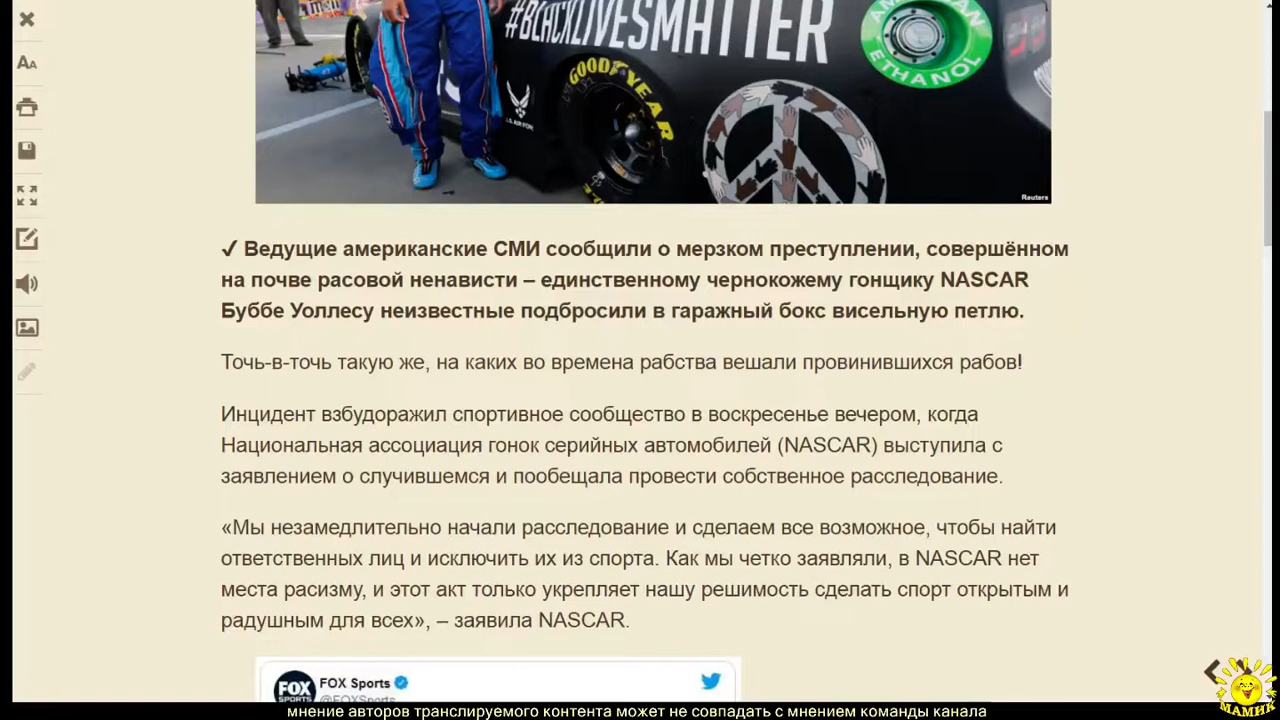 #BLACKLIVESMATTER
AMERICAN
ETHANOL
GOODYEAR
U.S. AIR FORCE
Reuters
AA
✓ Ведущие американские СМИ сообщили о мерзком преступлении, совершённом
на почве расовой ненависти – единственному чернокожему гонщику NASCAR
Буббе Уоллесу неизвестные подбросили в гаражный бокс висельную петлю.
Точь-в-точь такую же, на каких во времена рабства вешали провинившихся рабов!
Инцидент взбудоражил спортивное сообщество в воскресенье вечером, когда
Национальная ассоциация гонок серийных автомобилей (NASCAR) выступила с
заявлением о случившемся и пообещала провести собственное расследование.
«Мы незамедлительно начали расследование и сделаем все возможное, чтобы найти
ответственных лиц и исключить их из спорта. Как мы четко заявляли, в NASCAR нет
места расизму, и этот акт только укрепляет нашу решимость сделать спорт открытым и
радушным для всех», – заявила NASCAR.
FOX SPORTS
FOX Sports
@FOXSports
МАМИК
мнение авторов транслируемого контента может не совпадать с мнением команды канала